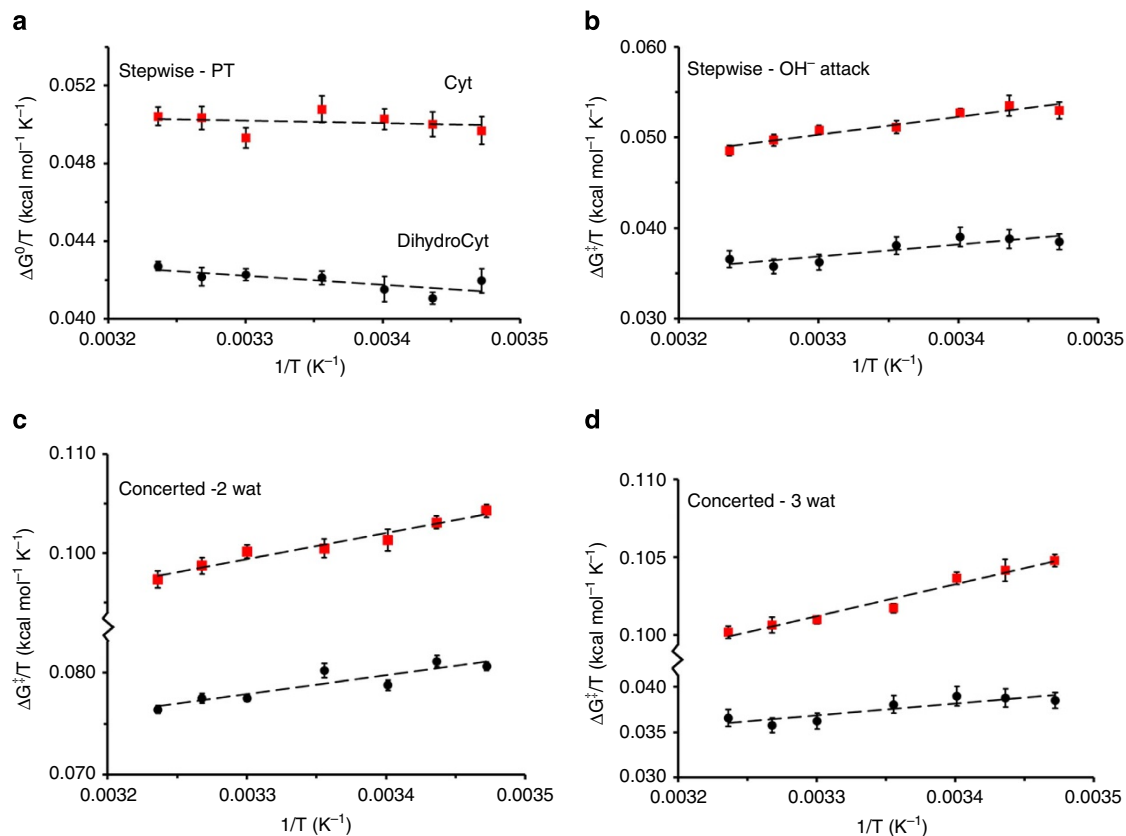 a
0.052
0.048
0.044
0.040
ΔG⁰/T (kcal mol⁻¹ K⁻¹)
Stepwise - PT
Cyt
DihydroCyt
0.0032 0.0033 0.0034 0.0035
1/T (K⁻¹)
b
0.060
0.050
0.040
0.030
ΔG‡/T (kcal mol⁻¹ K⁻¹)
Stepwise - OH⁻ attack
0.0032 0.0033 0.0034 0.0035
1/T (K⁻¹)
c
0.110
0.100
0.080
0.070
ΔG‡/T (kcal mol⁻¹ K⁻¹)
Concerted -2 wat
0.0032 0.0033 0.0034 0.0035
1/T (K⁻¹)
d
0.110
0.105
0.100
0.040
0.035
0.030
ΔG‡/T (kcal mol⁻¹ K⁻¹)
Concerted - 3 wat
0.0032 0.0033 0.0034 0.0035
1/T (K⁻¹)